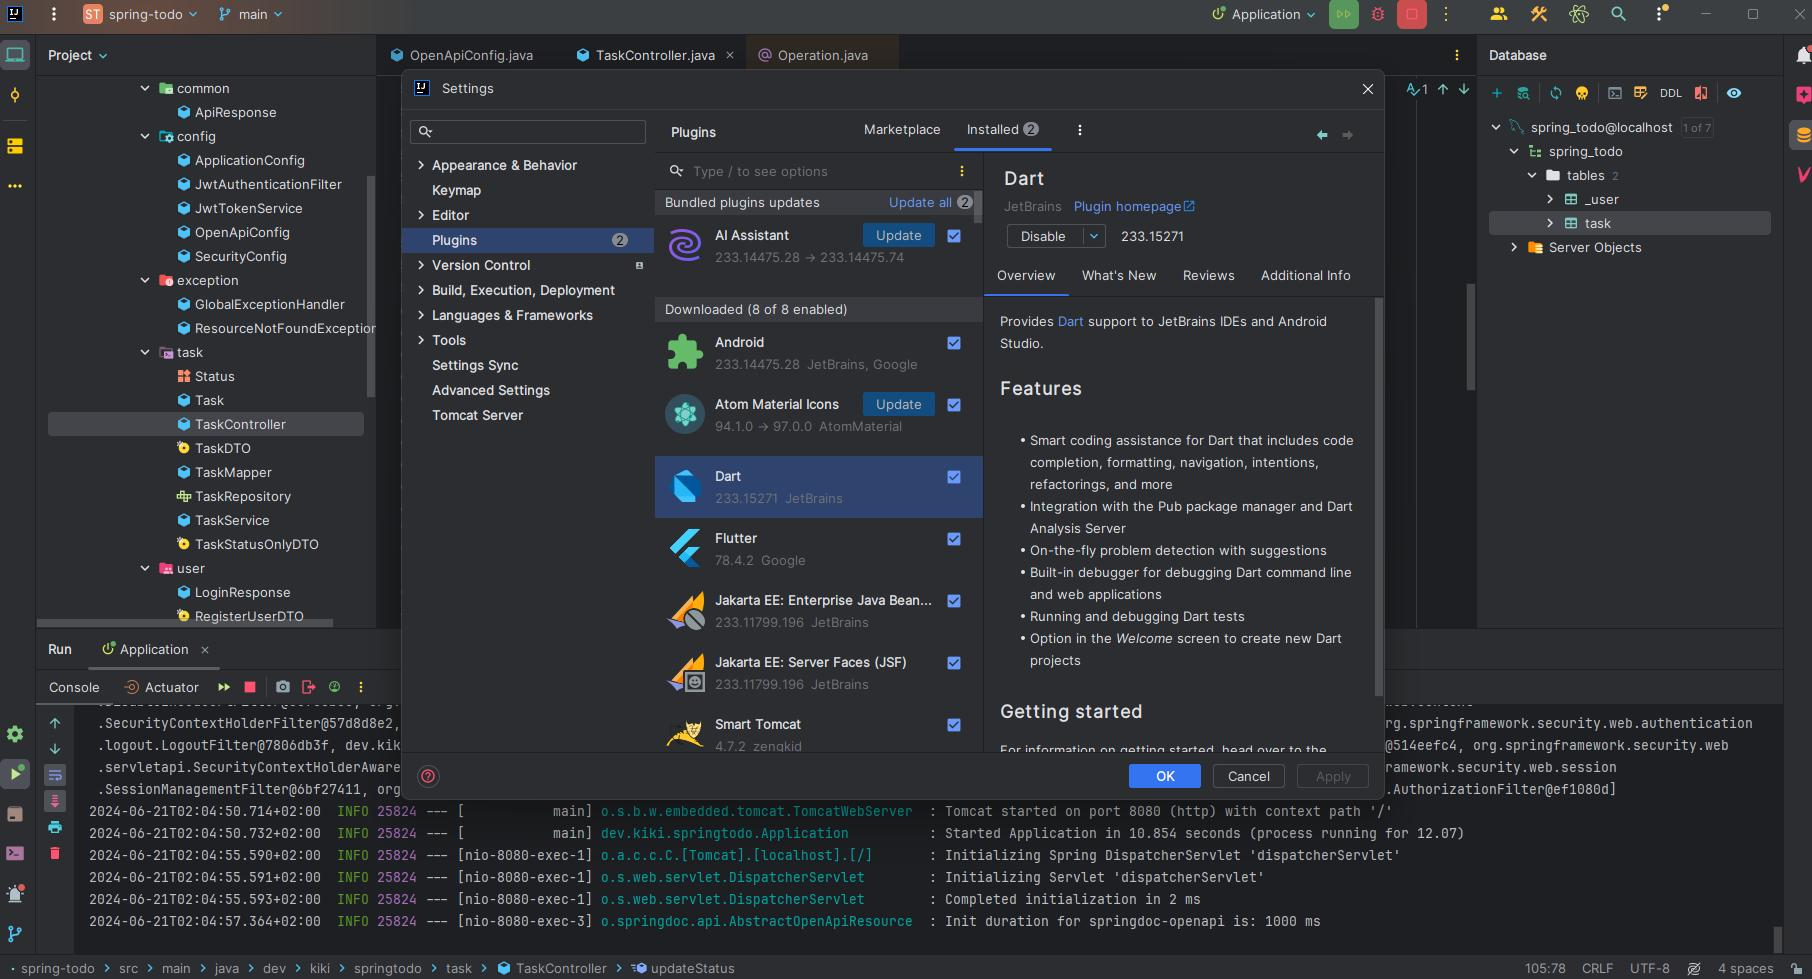 spring-todo
main
Application
Project
common
ApiResponse
config
ApplicationConfig
JwtAuthenticationFilter
JwtTokenService
OpenApiConfig
SecurityConfig
exception
GlobalExceptionHandler
ResourceNotFoundException
task
Status
Task
TaskController
TaskDTO
TaskMapper
TaskRepository
TaskService
TaskStatusOnlyDTO
user
LoginResponse
RegisterUserDTO
OpenApiConfig.java
TaskController.java
Operation.java
1
Settings
Appearance & Behavior
Keymap
Editor
Plugins 2
Version Control
Build, Execution, Deployment
Languages & Frameworks
Tools
Settings Sync
Advanced Settings
Tomcat Server
Plugins
Marketplace
Installed 2
Type / to see options
Bundled plugins updates Update all 2
AI Assistant Update
233.14475.28 → 233.14475.74
Downloaded (8 of 8 enabled)
Android
233.14475.28 JetBrains, Google
Atom Material Icons Update
94.1.0 → 97.0.0 AtomMaterial
Dart
233.15271 JetBrains
Flutter
78.4.2 Google
Jakarta EE: Enterprise Java Bean...
233.11799.196 JetBrains
Jakarta EE: Server Faces (JSF)
233.11799.196 JetBrains
Smart Tomcat
4.7.2 zengkid
Dart
JetBrains Plugin homepage
Disable 233.15271
Overview What's New Reviews Additional Info
Provides Dart support to JetBrains IDEs and Android
Studio.
Features
• Smart coding assistance for Dart that includes code
completion, formatting, navigation, intentions,
refactorings, and more
• Integration with the Pub package manager and Dart
Analysis Server
• On-the-fly problem detection with suggestions
• Built-in debugger for debugging Dart command line
and web applications
• Running and debugging Dart tests
• Option in the Welcome screen to create new Dart
projects
Getting started
For information on getting started, head over to the
OK Cancel Apply
Database
DDL
spring_todo@localhost 1 of 7
spring_todo
tables 2
_user
task
Server Objects
Run
Application
Console
Actuator
.SecurityContextHolderFilter@57d8d8e2, rg.springframework.security.web.authentication
.logout.LogoutFilter@7806db3f, dev.kik @514eefc4, org.springframework.security.web
.servletapi.SecurityContextHolderAware ramework.security.web.session
.SessionManagementFilter@6bf27411, org .AuthorizationFilter@ef1080d]
2024-06-21T02:04:50.714+02:00 INFO 25824 --- [ main] o.s.b.w.embedded.tomcat.TomcatWebServer : Tomcat started on port 8080 (http) with context path '/'
2024-06-21T02:04:50.732+02:00 INFO 25824 --- [ main] dev.kiki.springtodo.Application : Started Application in 10.854 seconds (process running for 12.07)
2024-06-21T02:04:55.590+02:00 INFO 25824 --- [nio-8080-exec-1] o.a.c.c.C.[Tomcat].[localhost].[/] : Initializing Spring DispatcherServlet 'dispatcherServlet'
2024-06-21T02:04:55.591+02:00 INFO 25824 --- [nio-8080-exec-1] o.s.web.servlet.DispatcherServlet : Initializing Servlet 'dispatcherServlet'
2024-06-21T02:04:55.593+02:00 INFO 25824 --- [nio-8080-exec-1] o.s.web.servlet.DispatcherServlet : Completed initialization in 2 ms
2024-06-21T02:04:57.364+02:00 INFO 25824 --- [nio-8080-exec-3] o.springdoc.api.AbstractOpenApiResource : Init duration for springdoc-openapi is: 1000 ms
spring-todo > src > main > java > dev > kiki > springtodo > task > TaskController > updateStatus
105:78 CRLF UTF-8 4 spaces